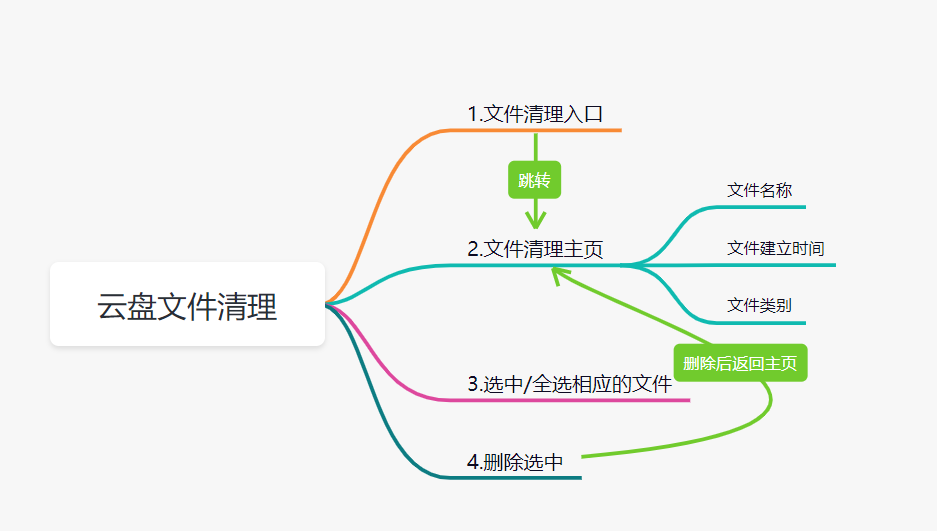 云盘文件清理
1.文件清理入口
跳转
2.文件清理主页
文件名称
文件建立时间
文件类别
删除后返回主页
3.选中/全选相应的文件
4.删除选中